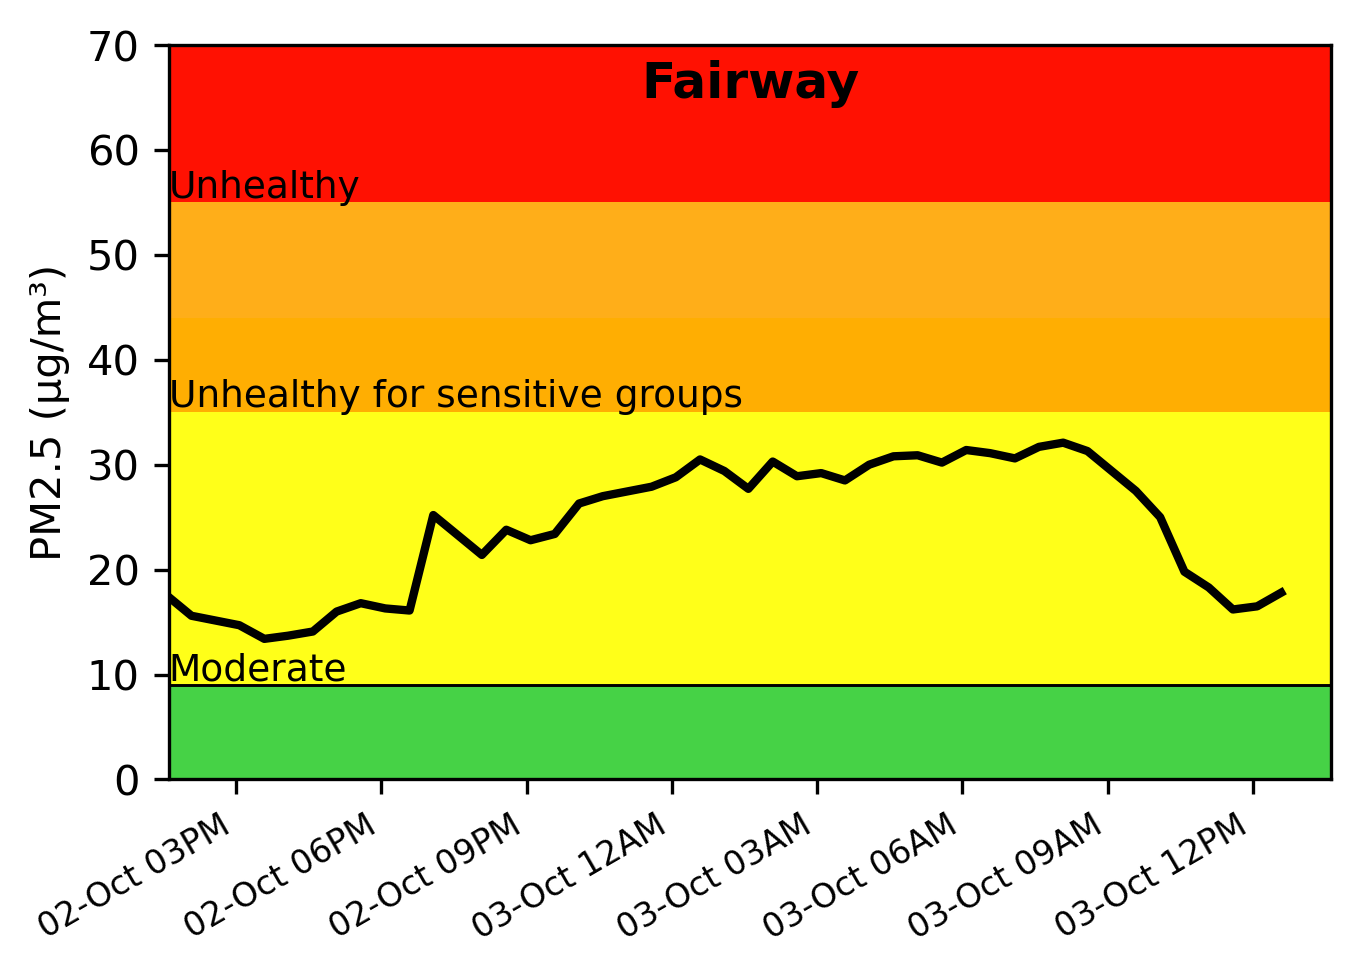 Fairway
70
60
50
40
30
20
10
0
PM2.5 (µg/m³)
Unhealthy
Unhealthy for sensitive groups
Moderate
02-Oct 03PM
02-Oct 06PM
02-Oct 09PM
03-Oct 12AM
03-Oct 03AM
03-Oct 06AM
03-Oct 09AM
03-Oct 12PM